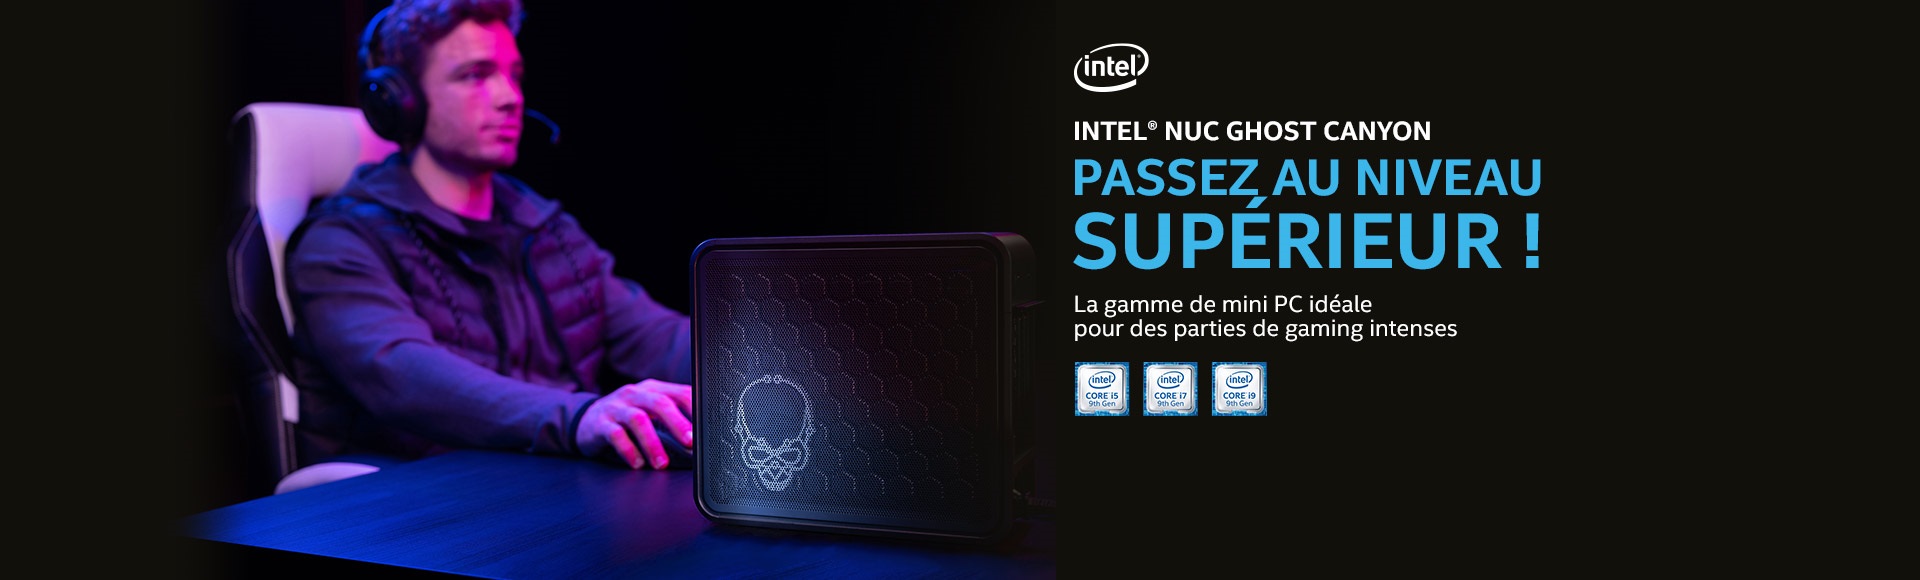 intel
INTEL® NUC GHOST CANYON
PASSEZ AU NIVEAU
SUPÉRIEUR !
La gamme de mini PC idéale
pour des parties de gaming intenses
intel
CORE i5
9th Gen
intel
CORE i7
9th Gen
intel
CORE i9
9th Gen